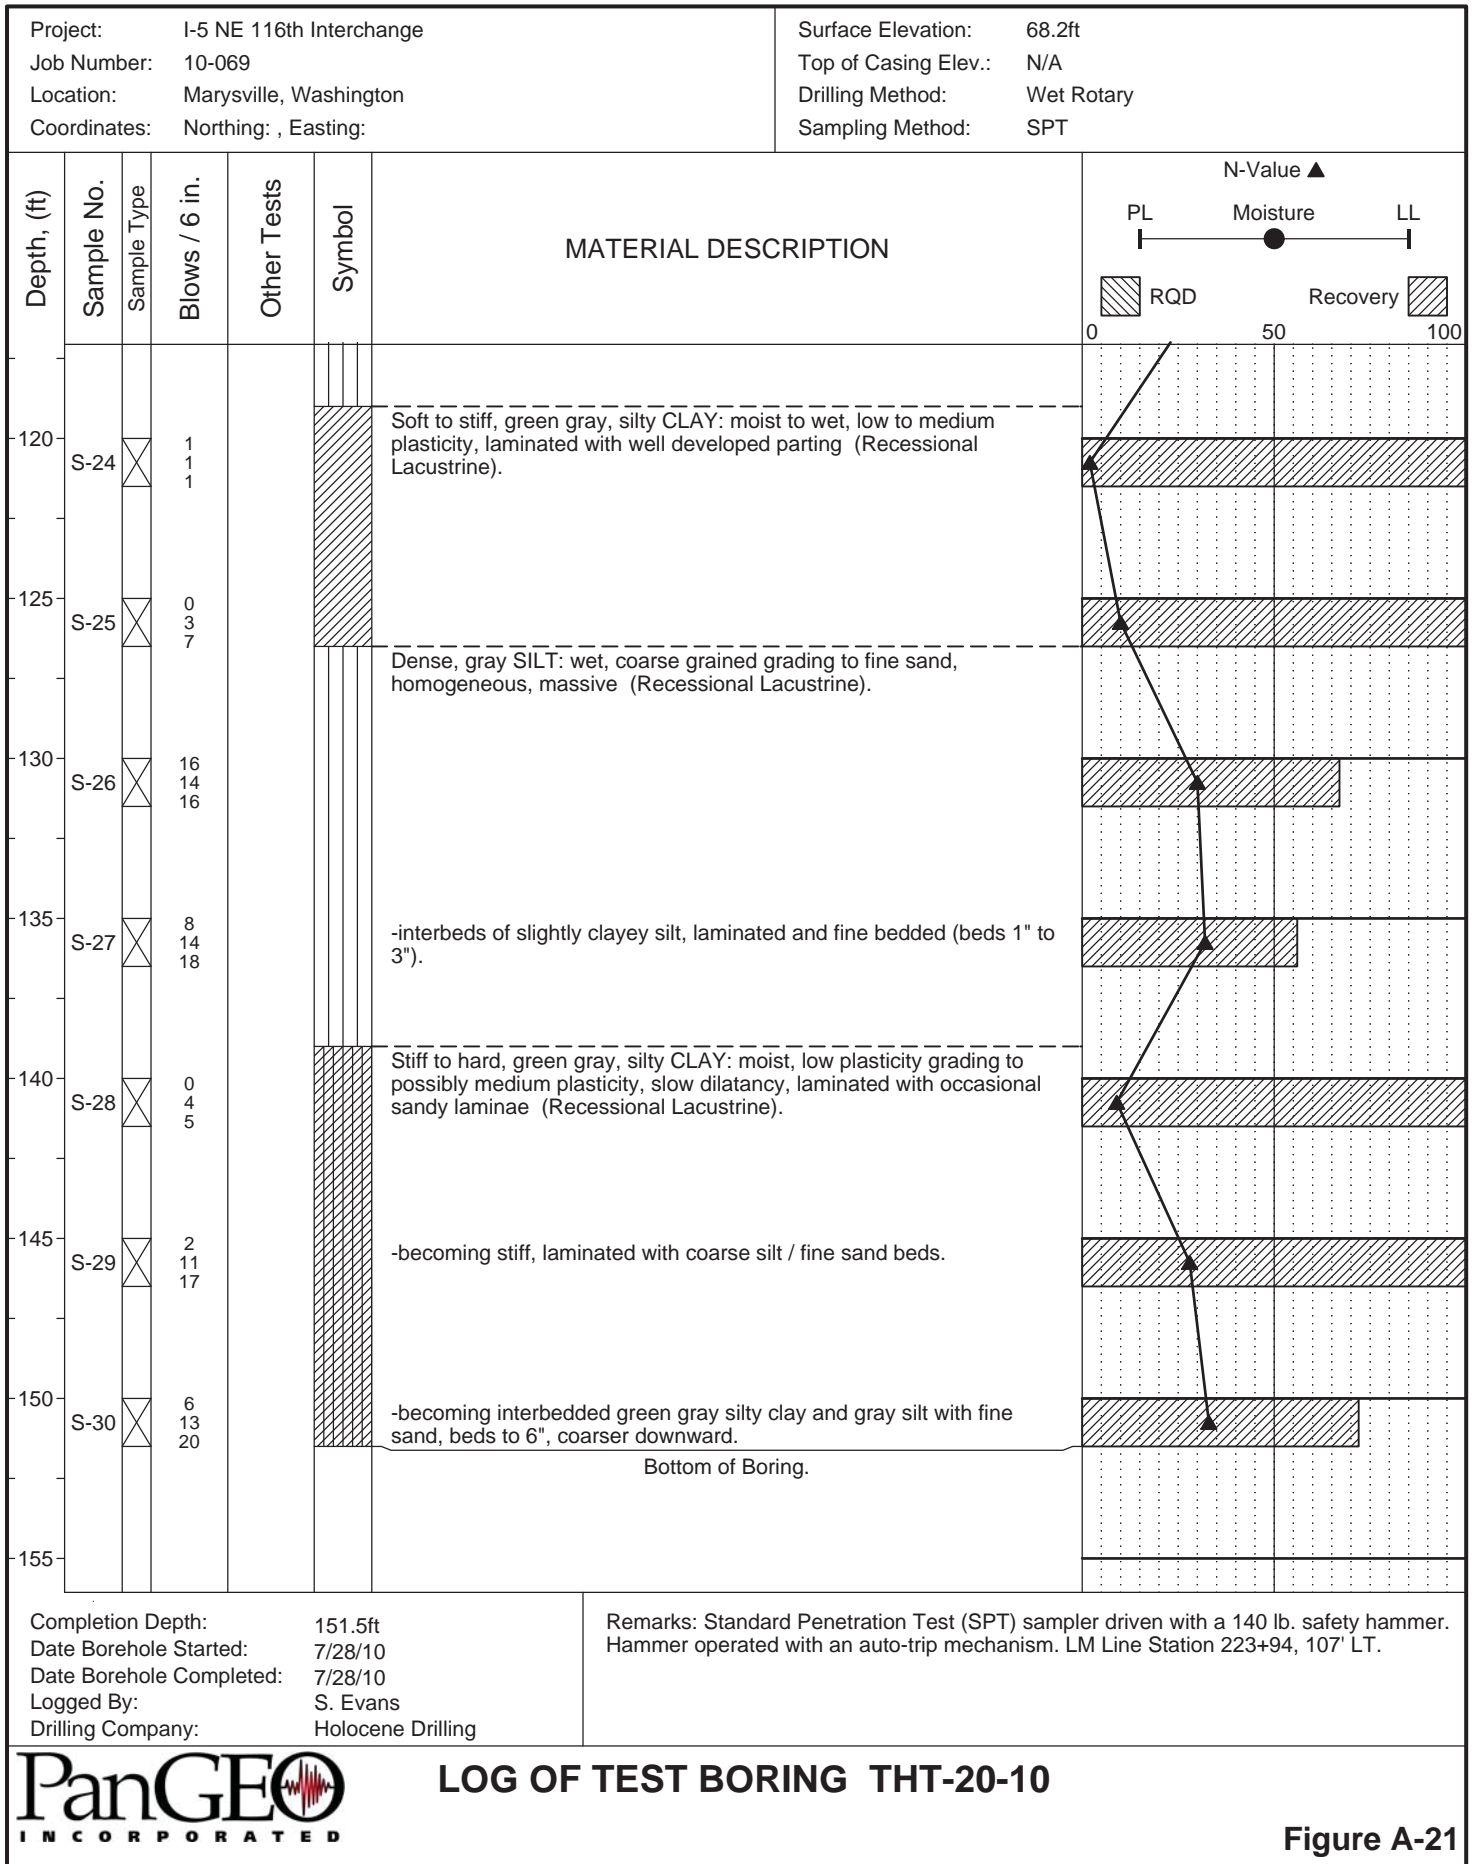 Project: I-5 NE 116th Interchange
Job Number: 10-069
Location: Marysville, Washington
Coordinates: Northing: , Easting:
Surface Elevation: 68.2ft
Top of Casing Elev.: N/A
Drilling Method: Wet Rotary
Sampling Method: SPT
Depth, (ft)
Sample No.
Sample Type
Blows / 6 in.
Other Tests
Symbol
MATERIAL DESCRIPTION
N-Value
PL Moisture LL
RQD Recovery
0 50 100
Soft to stiff, green gray, silty CLAY: moist to wet, low to medium
plasticity, laminated with well developed parting (Recessional
Lacustrine).
120
S-24
1
1
1
125
S-25
0
3
7
Dense, gray SILT: wet, coarse grained grading to fine sand,
homogeneous, massive (Recessional Lacustrine).
130
S-26
16
14
16
135
S-27
8
14
18
-interbeds of slightly clayey silt, laminated and fine bedded (beds 1" to
3").
Stiff to hard, green gray, silty CLAY: moist, low plasticity grading to
possibly medium plasticity, slow dilatancy, laminated with occasional
sandy laminae (Recessional Lacustrine).
140
S-28
0
4
5
145
S-29
2
11
17
-becoming stiff, laminated with coarse silt / fine sand beds.
150
S-30
6
13
20
-becoming interbedded green gray silty clay and gray silt with fine
sand, beds to 6", coarser downward.
Bottom of Boring.
155
Completion Depth: 151.5ft
Date Borehole Started: 7/28/10
Date Borehole Completed: 7/28/10
Logged By: S. Evans
Drilling Company: Holocene Drilling
Remarks: Standard Penetration Test (SPT) sampler driven with a 140 lb. safety hammer.
Hammer operated with an auto-trip mechanism. LM Line Station 223+94, 107' LT.
PanGEO
INCORPORATED
LOG OF TEST BORING THT-20-10
Figure A-21